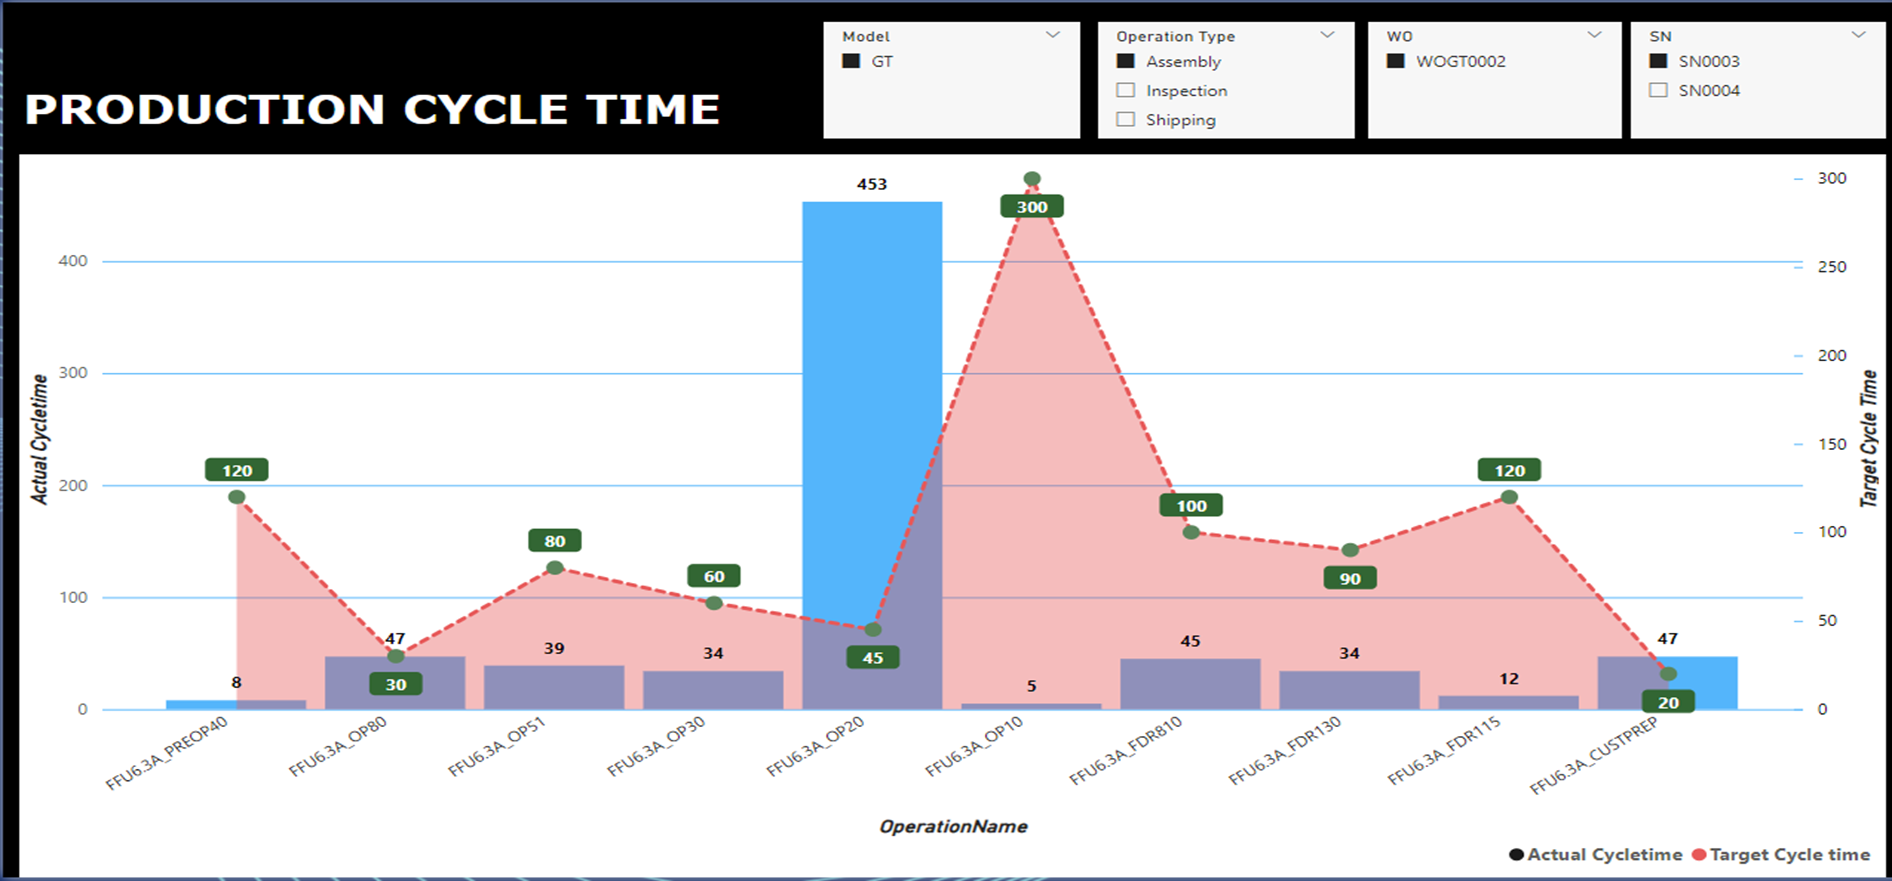 PRODUCTION CYCLE TIME
Model
GT
Operation Type
Assembly
Inspection
Shipping
WO
WOGT0002
SN
SN0003
SN0004
Actual Cycletime
400
300
200
100
0
300
250
200
150
100
50
0
Target Cycle Time
120
30
80
60
45
300
100
90
120
20
8
47
39
34
453
5
45
34
12
47
FFU6.3A_PREOP40
FFU6.3A_OP80
FFU6.3A_OP51
FFU6.3A_OP30
FFU6.3A_OP20
FFU6.3A_OP10
FFU6.3A_FDR810
FFU6.3A_FDR130
FFU6.3A_FDR115
FFU6.3A_CUSTPREP
OperationName
Actual Cycletime
Target Cycle time